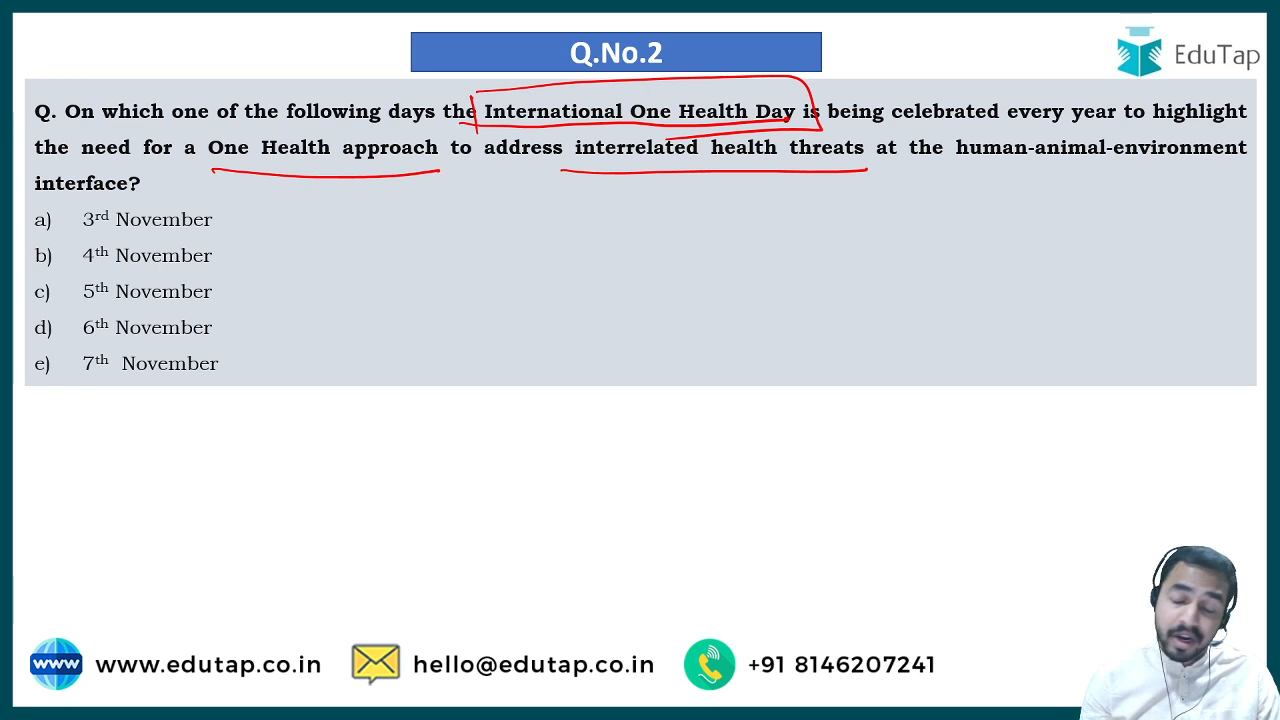 Q.No.2
EduTap
Q. On which one of the following days the International One Health Day is being celebrated every year to highlight
the need for a One Health approach to address interrelated health threats at the human-animal-environment
interface?
a) 3rd November
b) 4th November
c) 5th November
d) 6th November
e) 7th November
www www.edutap.co.in hello@edutap.co.in +91 8146207241